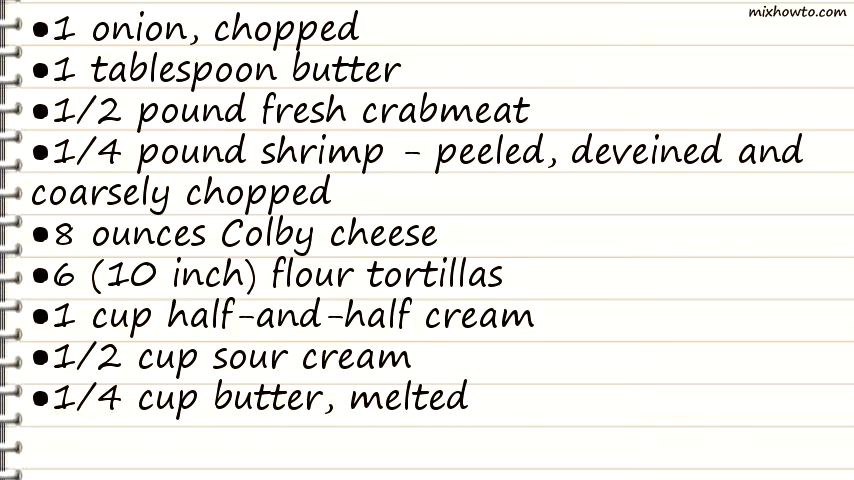 mixhowto.com
•1 onion, chopped
•1 tablespoon butter
•1/2 pound fresh crabmeat
•1/4 pound shrimp - peeled, deveined and
coarsely chopped
•8 ounces Colby cheese
•6 (10 inch) flour tortillas
•1 cup half-and-half cream
•1/2 cup sour cream
•1/4 cup butter, melted